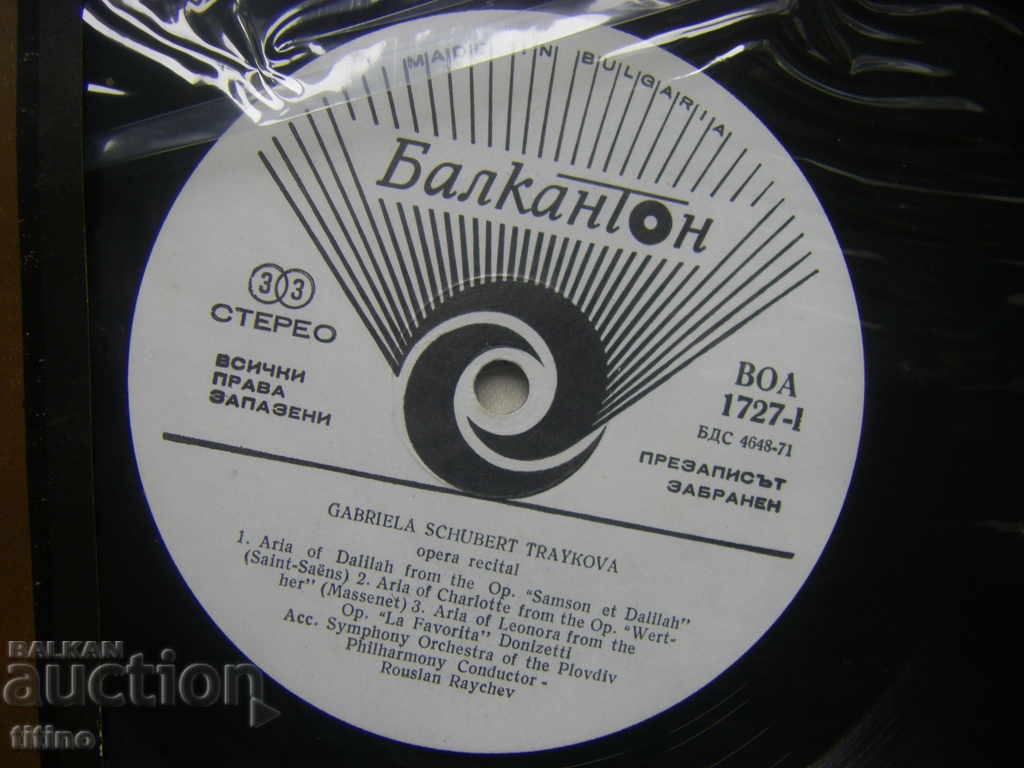 MADE IN BULGARIA
Балкантон
33
СТЕРЕО
ВСИЧКИ
ПРАВА
ЗАПАЗЕНИ
ВОА
1727-I
БДС 4648-71
ПРЕЗАПИСЪТ
ЗАБРАНЕН
GABRIELA SCHUBERT TRAYKOVA
opera recital
1. Aria of Dalilah from the Op. "Samson et Dalilah"
(Saint-Saëns) 2. Aria of Charlotte from the Op. "Wert-
her" (Massenet) 3. Aria of Leonora from the
Op. "La Favorita" Donizetti
Acc. Symphony Orchestra of the Plovdiv
Philharmony Conductor -
Rouslan Raychev
BALKAN
auction
titino